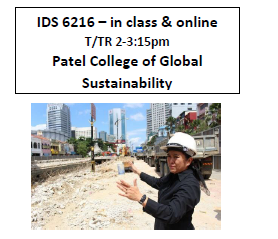 IDS 6216 – in class & online
T/TR 2-3:15pm
Patel College of Global
Sustainability